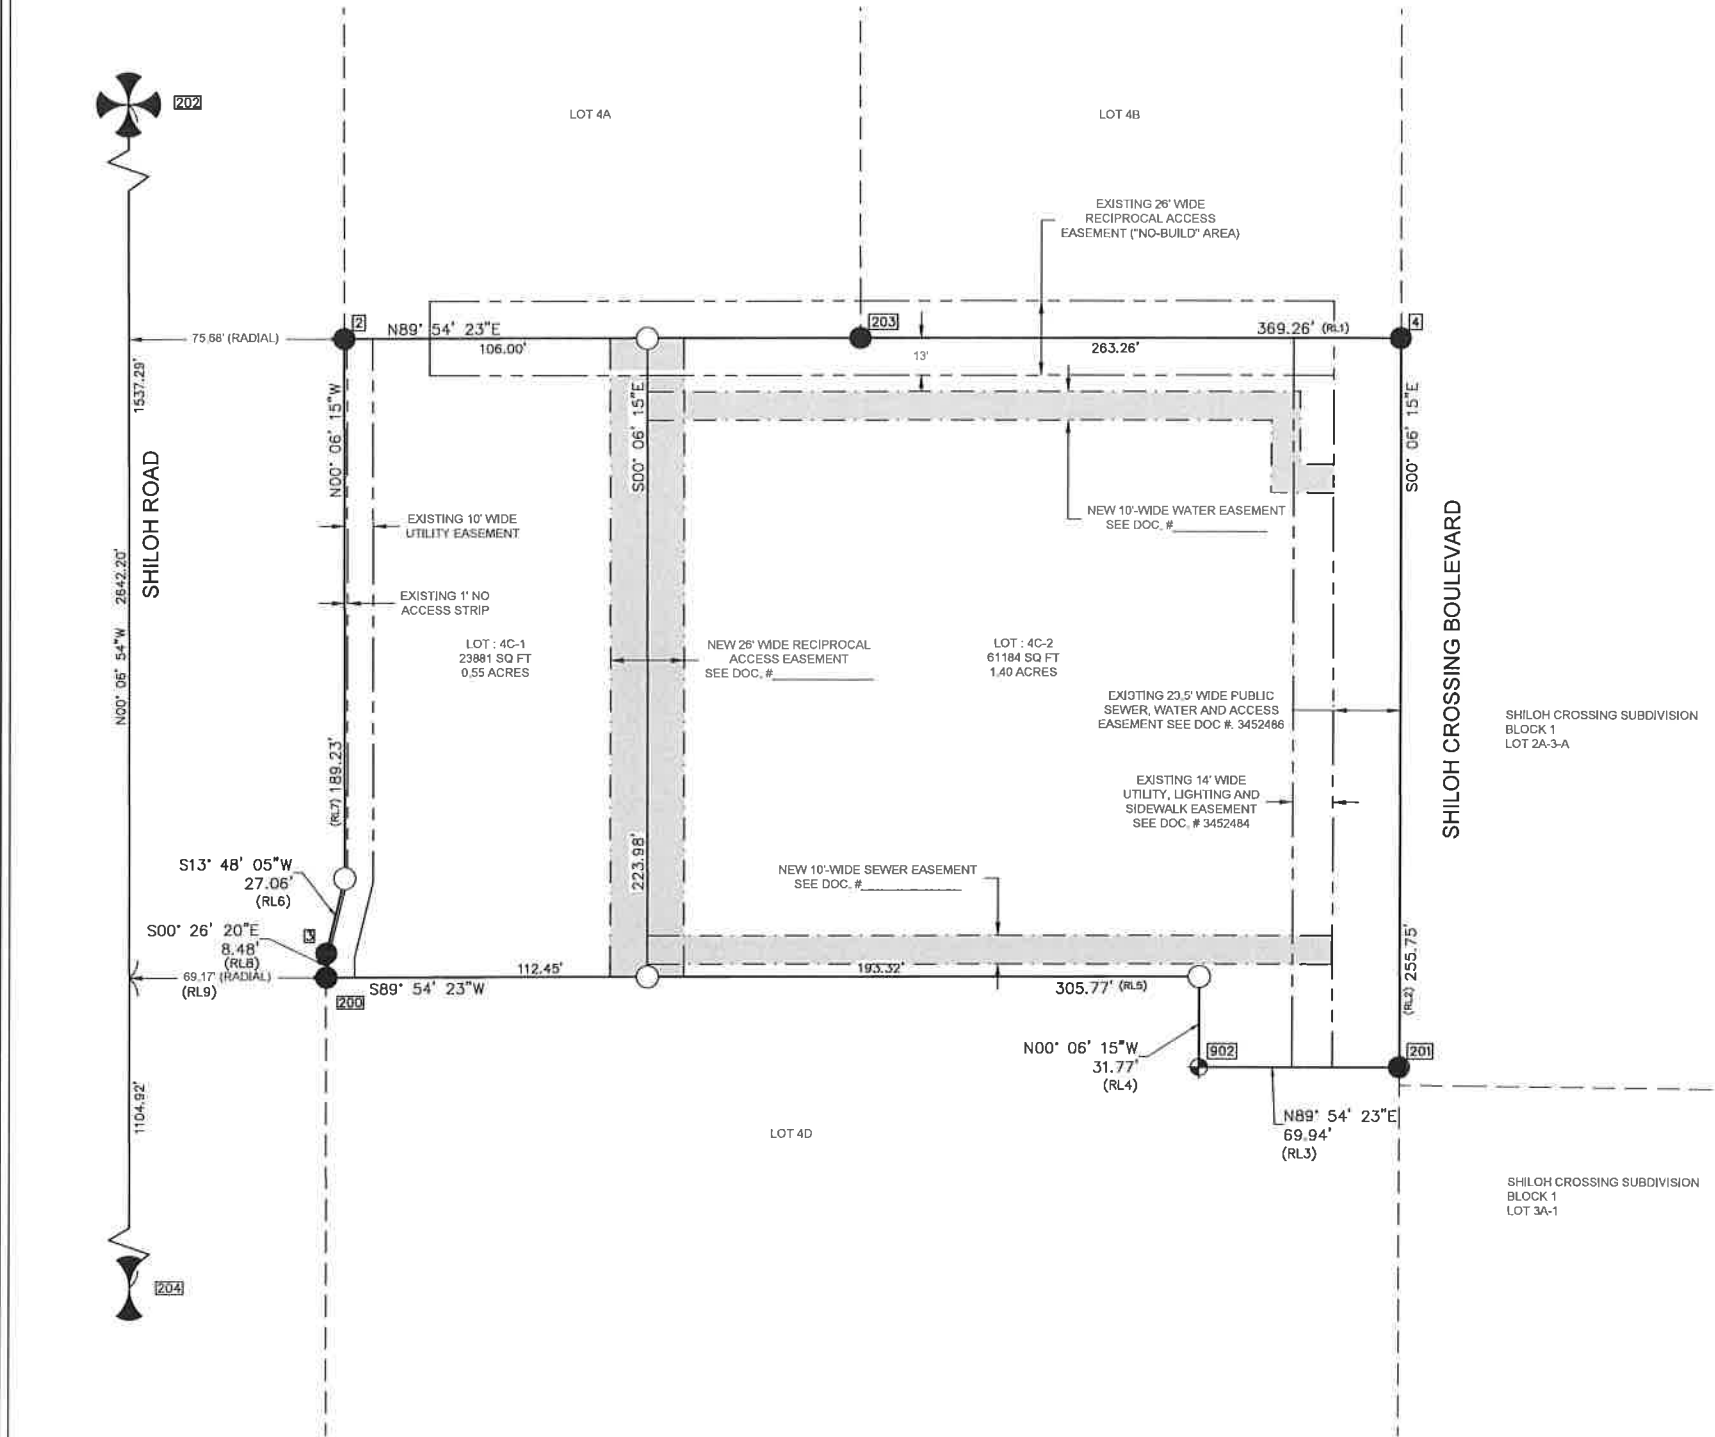 202
LOT 4A
LOT 4B
EXISTING 26' WIDE
RECIPROCAL ACCESS
EASEMENT ("NO-BUILD" AREA)
2
N89° 54' 23"E
203
369.26' (RL1)
4
75.68' (RADIAL)
106.00'
13'
263.26'
1537.29'
N00° 06' 15"W
S00° 06' 15"E
S00° 06' 15"E
SHILOH ROAD
EXISTING 10' WIDE
UTILITY EASEMENT
NEW 10'-WIDE WATER EASEMENT
SEE DOC. #
SHILOH CROSSING BOULEVARD
N00° 06' 54"W 2642.20'
EXISTING 1' NO
ACCESS STRIP
LOT : 4C-1
23881 SQ FT
0.55 ACRES
NEW 26' WIDE RECIPROCAL
ACCESS EASEMENT
SEE DOC. #
LOT : 4C-2
61184 SQ FT
1.40 ACRES
EXISTING 23.5' WIDE PUBLIC
SEWER, WATER AND ACCESS
EASEMENT SEE DOC #. 3452486
SHILOH CROSSING SUBDIVISION
BLOCK 1
LOT 2A-3-A
(RL7) 189.23'
EXISTING 14' WIDE
UTILITY, LIGHTING AND
SIDEWALK EASEMENT
SEE DOC. # 3452484
223.98'
S13° 48' 05"W
27.06'
(RL6)
NEW 10'-WIDE SEWER EASEMENT
SEE DOC. #
S00° 26' 20"E
8.48'
(RL8)
3
69.17' (RADIAL)
(RL9)
200
112.45'
S89° 54' 23"W
193.32'
305.77' (RL5)
(RL2) 255.75'
N00° 06' 15"W
31.77'
(RL4)
902
201
1104.92'
N89° 54' 23"E
69.94'
(RL3)
LOT 4D
SHILOH CROSSING SUBDIVISION
BLOCK 1
LOT 3A-1
204